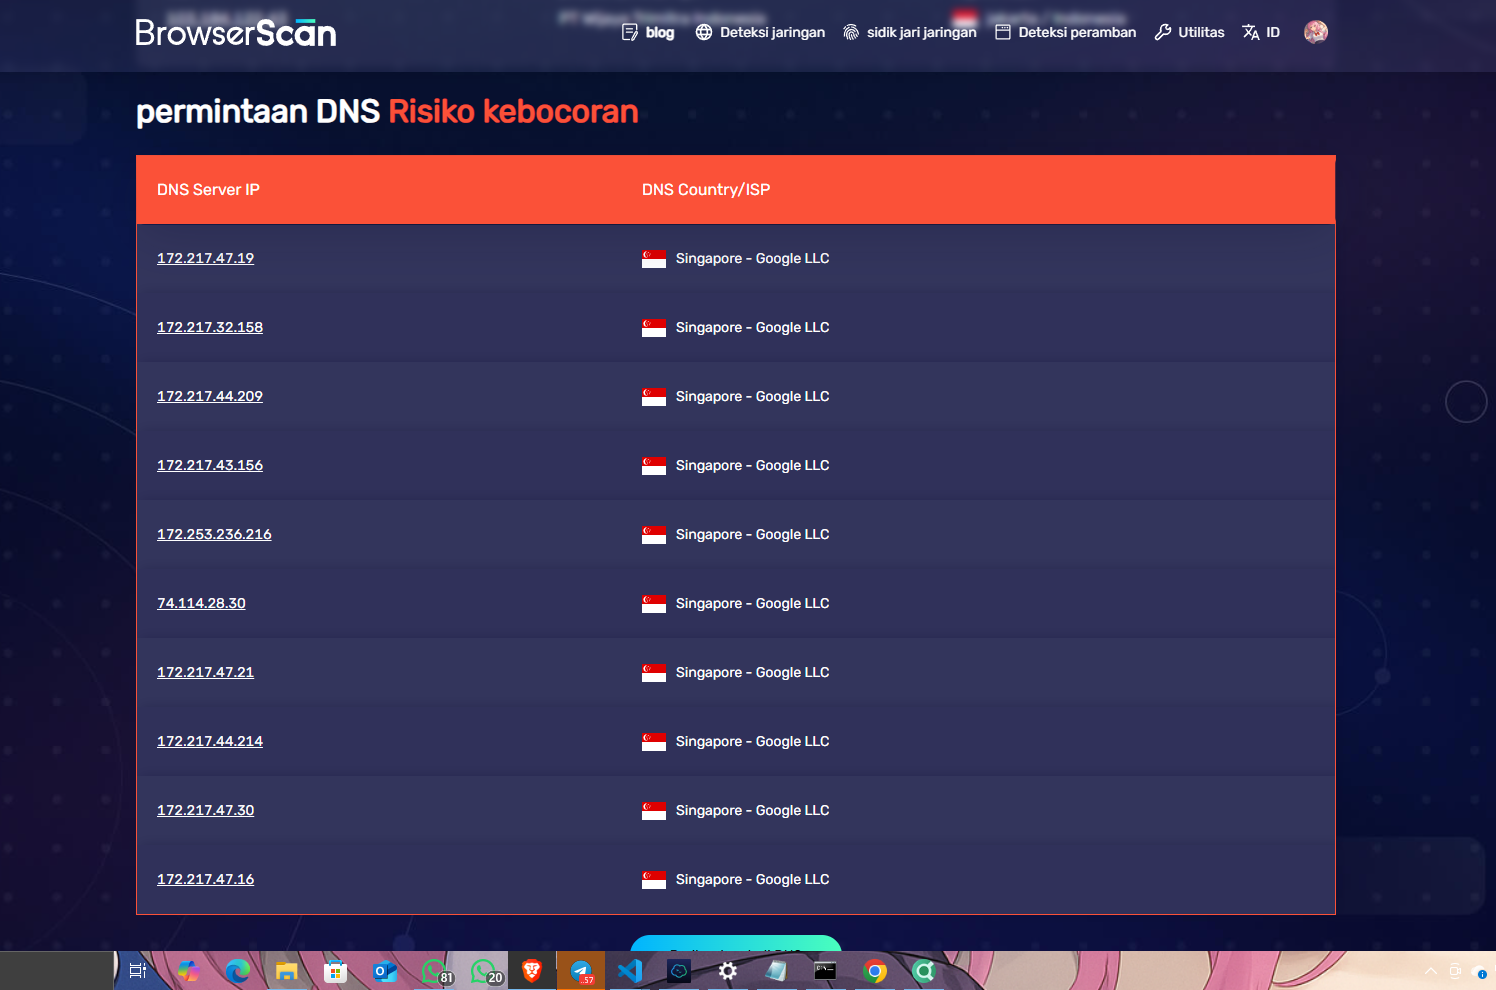 BrowserScan
blog
Deteksi jaringan
sidik jari jaringan
Deteksi peramban
Utilitas
ID
permintaan DNS Risiko kebocoran
DNS Server IP DNS Country/ISP
172.217.47.19 Singapore - Google LLC
172.217.32.158 Singapore - Google LLC
172.217.44.209 Singapore - Google LLC
172.217.43.156 Singapore - Google LLC
172.253.236.216 Singapore - Google LLC
74.114.28.30 Singapore - Google LLC
172.217.47.21 Singapore - Google LLC
172.217.44.214 Singapore - Google LLC
172.217.47.30 Singapore - Google LLC
172.217.47.16 Singapore - Google LLC
81
20
57